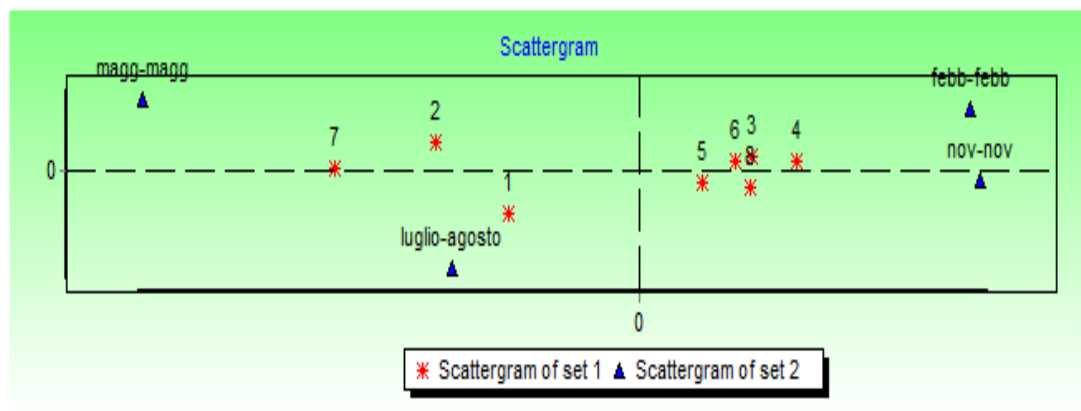 Scattergram
magg-magg
febb-febb
2
7
6
3
4
5
8
nov-nov
0
1
luglio-agosto
0
Scattergram of set 1
Scattergram of set 2